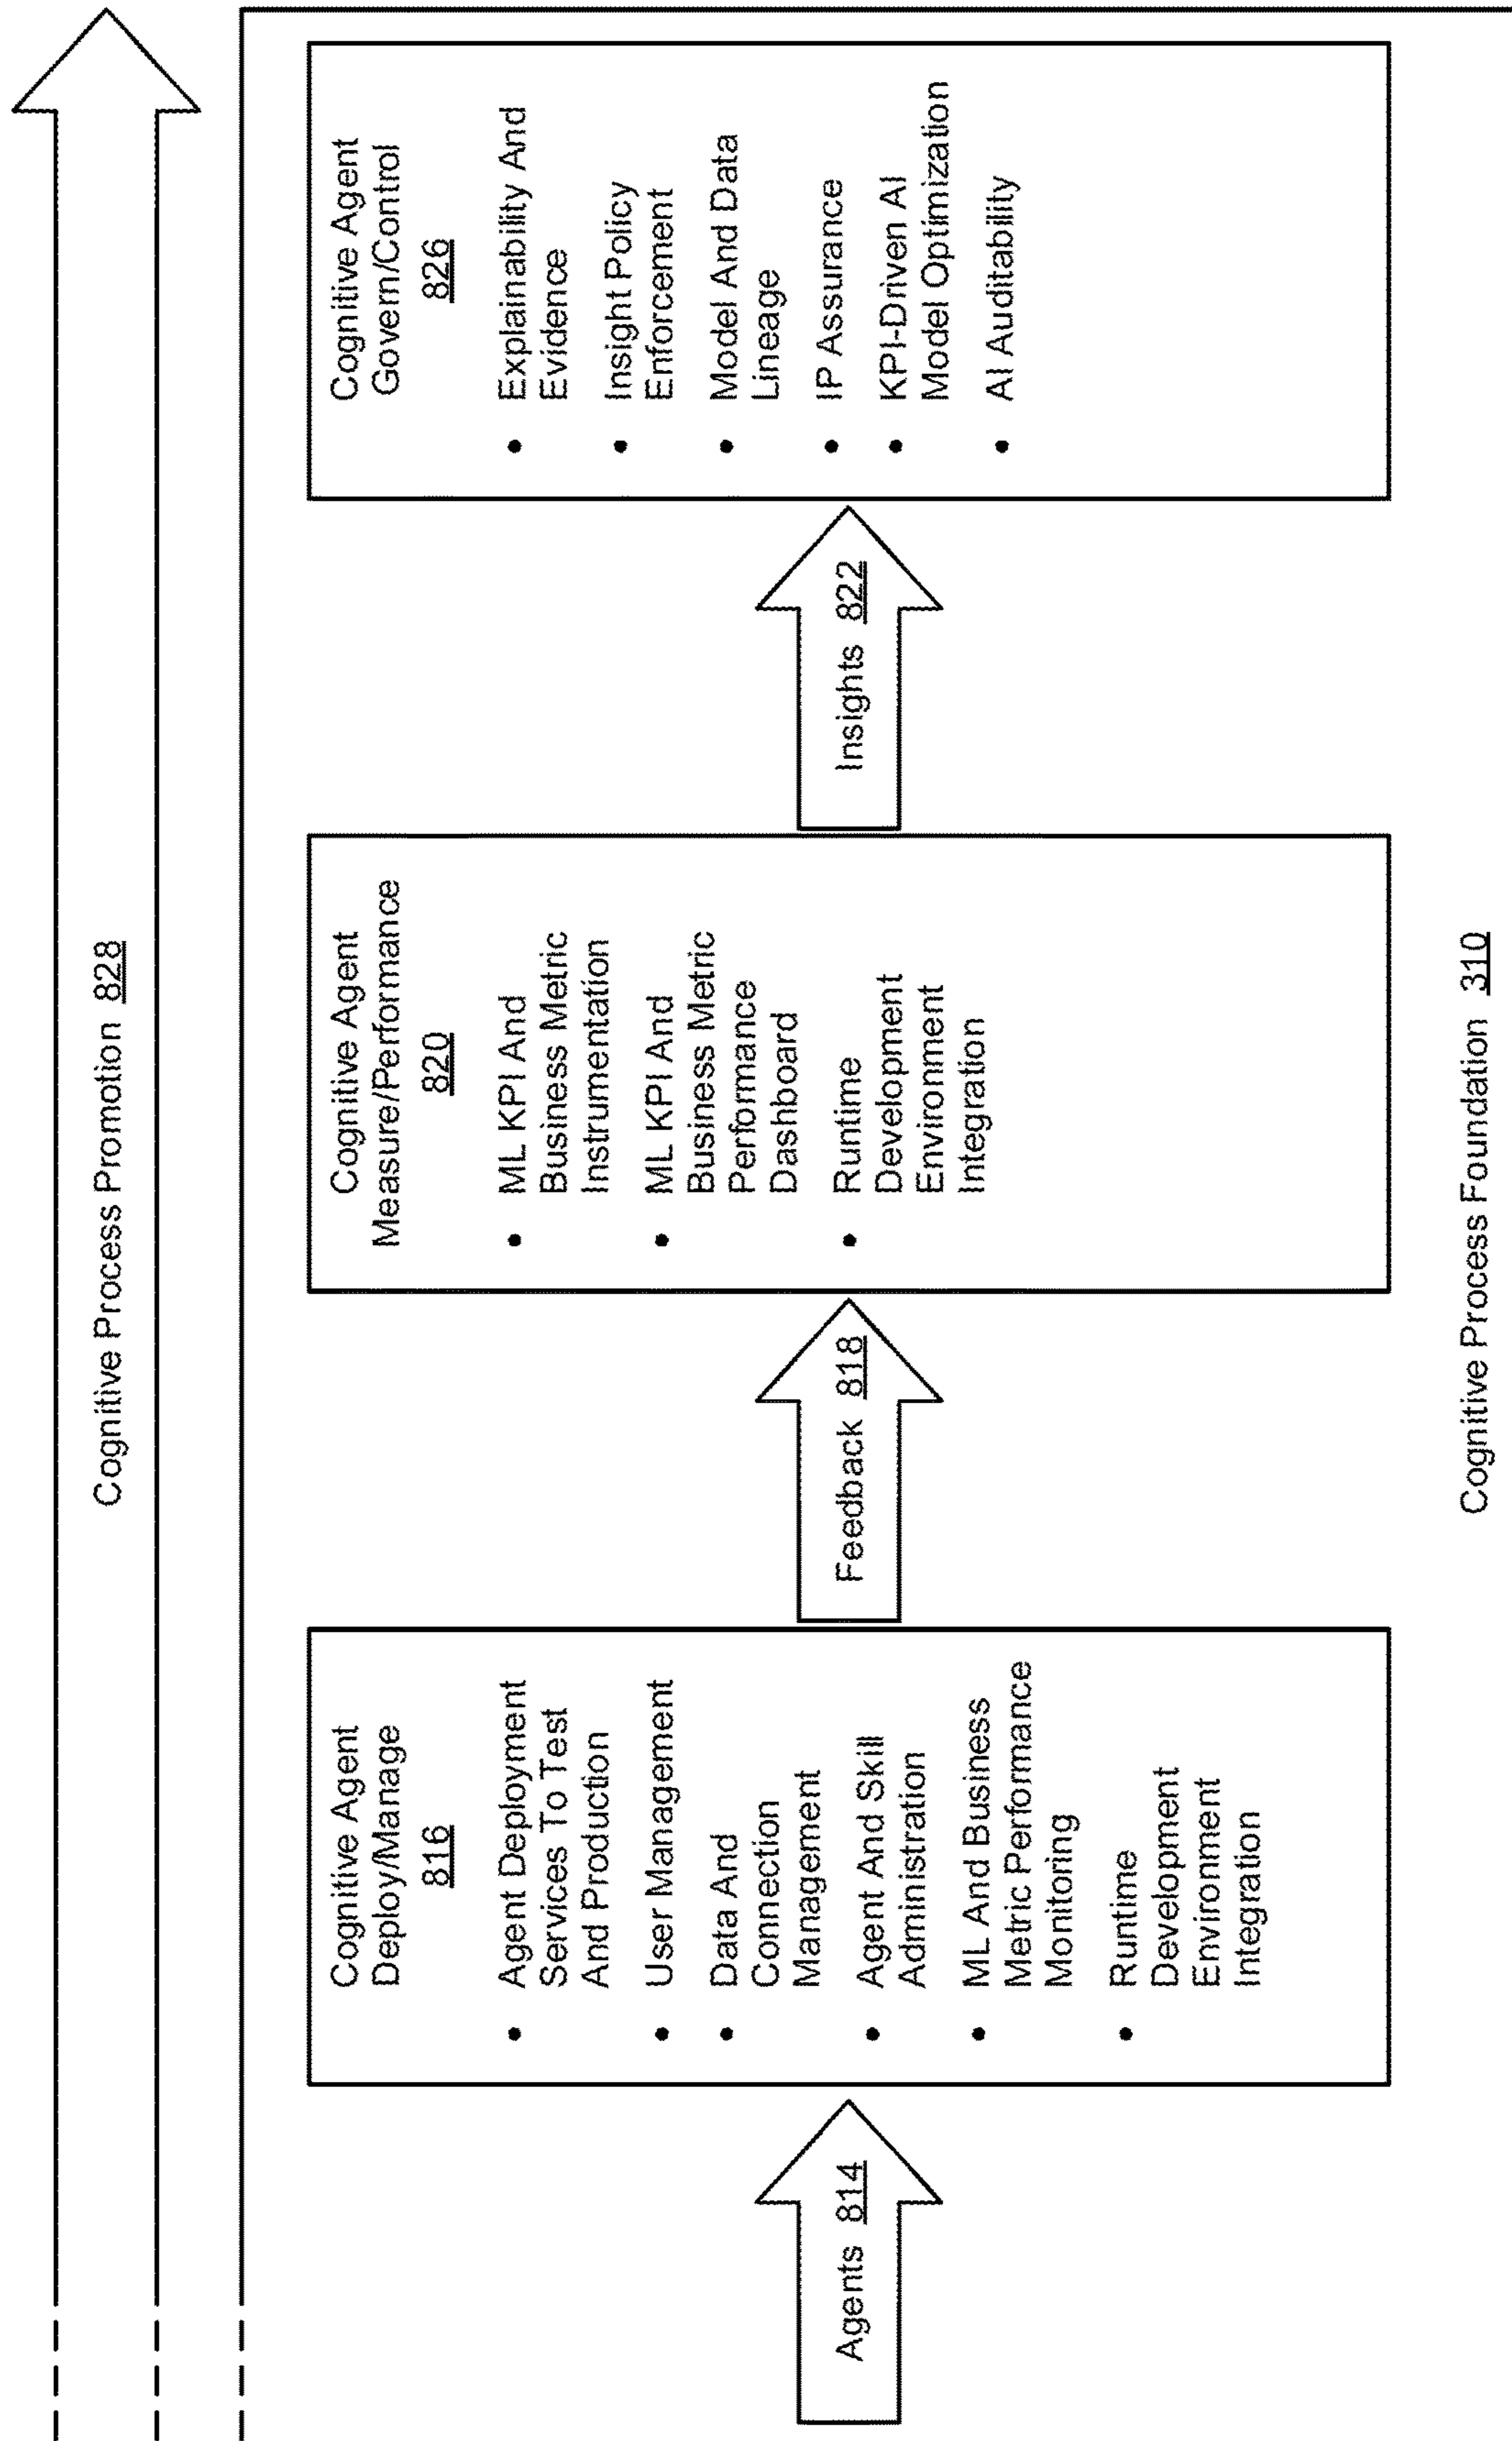 Cognitive Process Promotion 828
Cognitive Agent
Deploy/Manage
816
• Agent Deployment
Services To Test
And Production
• User Management
• Data And
Connection
Management
• Agent And Skill
Administration
• ML And Business
Metric Performance
Monitoring
• Runtime
Development
Environment
Integration
Cognitive Agent
Measure/Performance
820
• ML KPI And
Business Metric
Instrumentation
• ML KPI And
Business Metric
Performance
Dashboard
• Runtime
Development
Environment
Integration
Cognitive Agent
Govern/Control
826
• Explainability And
Evidence
• Insight Policy
Enforcement
• Model And Data
Lineage
• IP Assurance
• KPI-Driven AI
Model Optimization
• AI Auditability
Agents 814
Feedback 818
Insights 822
Cognitive Process Foundation 310